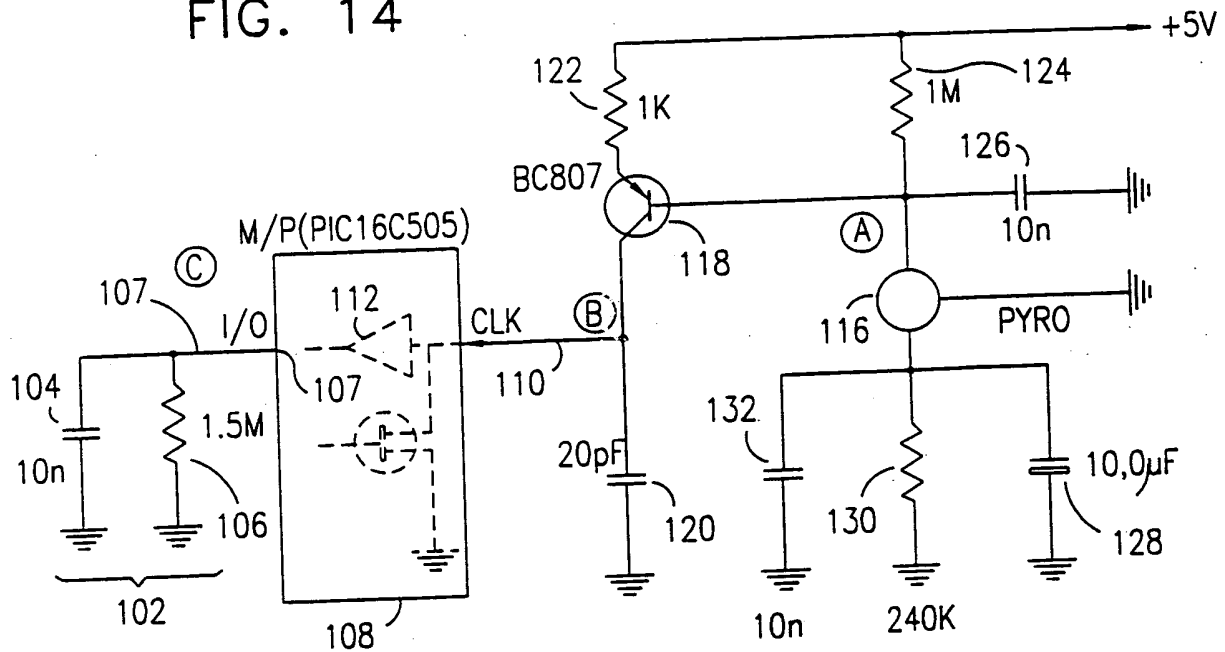 FIG. 14
+5V
122
124
1K
1M
126
BC807
M/P(PIC16C505)
A
10n
118
C
107
112
B
116
PYRO
I/O
CLK
107
110
104
132
1.5M
20pF
10,0µF
10n
106
120
130
128
102
108
10n
240K